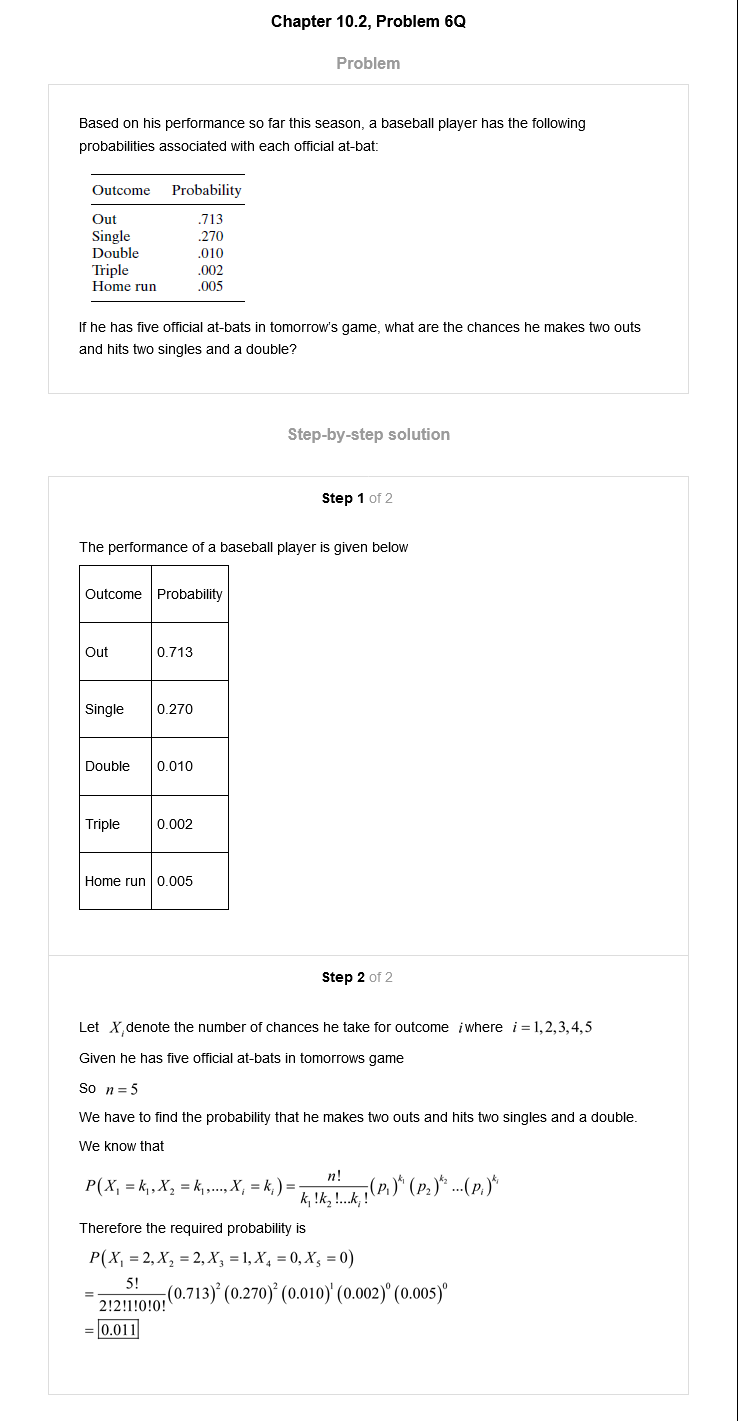 Chapter 10.2, Problem 6Q
Problem
Based on his performance so far this season, a baseball player has the following
probabilities associated with each official at-bat:
Outcome Probability
Out .713
Single .270
Double .010
Triple .002
Home run .005
If he has five official at-bats in tomorrow's game, what are the chances he makes two outs
and hits two singles and a double?
Step-by-step solution
Step 1 of 2
The performance of a baseball player is given below
Outcome Probability
Out 0.713
Single 0.270
Double 0.010
Triple 0.002
Home run 0.005
Step 2 of 2
Let X_i denote the number of chances he take for outcome i where i = 1,2,3,4,5
Given he has five official at-bats in tomorrows game
So n = 5
We have to find the probability that he makes two outs and hits two singles and a double.
We know that
P(X_1 = k_1, X_2 = k_1,..., X_i = k_i) = n!/(k_1!k_2!...k_i!) (p_1)^{k_1} (p_2)^{k_2} ...(p_i)^{k_i}
Therefore the required probability is
P(X_1 = 2, X_2 = 2, X_3 = 1, X_4 = 0, X_5 = 0)
= 5!/(2!2!1!0!0!) (0.713)^2 (0.270)^2 (0.010)^1 (0.002)^0 (0.005)^0
= 0.011